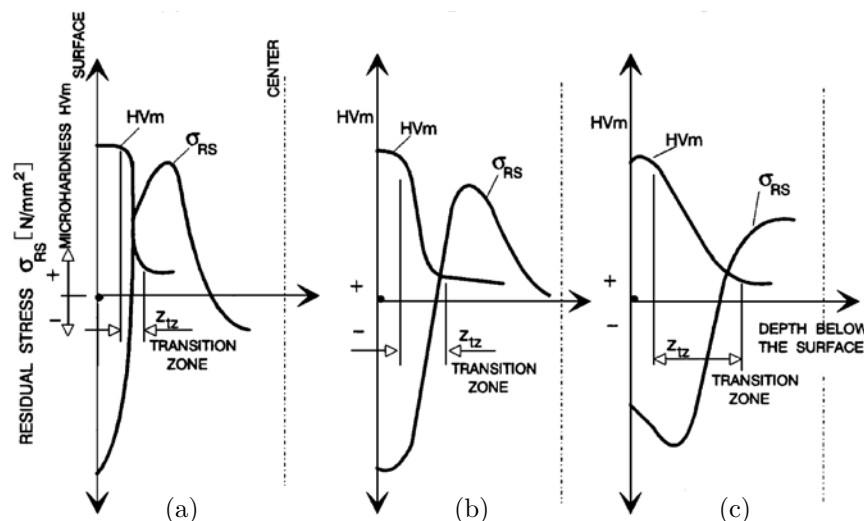 SURFACE
CENTER
RESIDUAL STRESS σRS [N/mm²]
MICROHARDNESS HVm
+
−
HVm
σRS
ztz
TRANSITION
ZONE
(a)
HVm
HVm
σRS
+
−
ztz
TRANSITION
ZONE
(b)
HVm
HVm
σRS
+
−
DEPTH BELOW
THE SURFACE
ztz
TRANSITION
ZONE
(c)